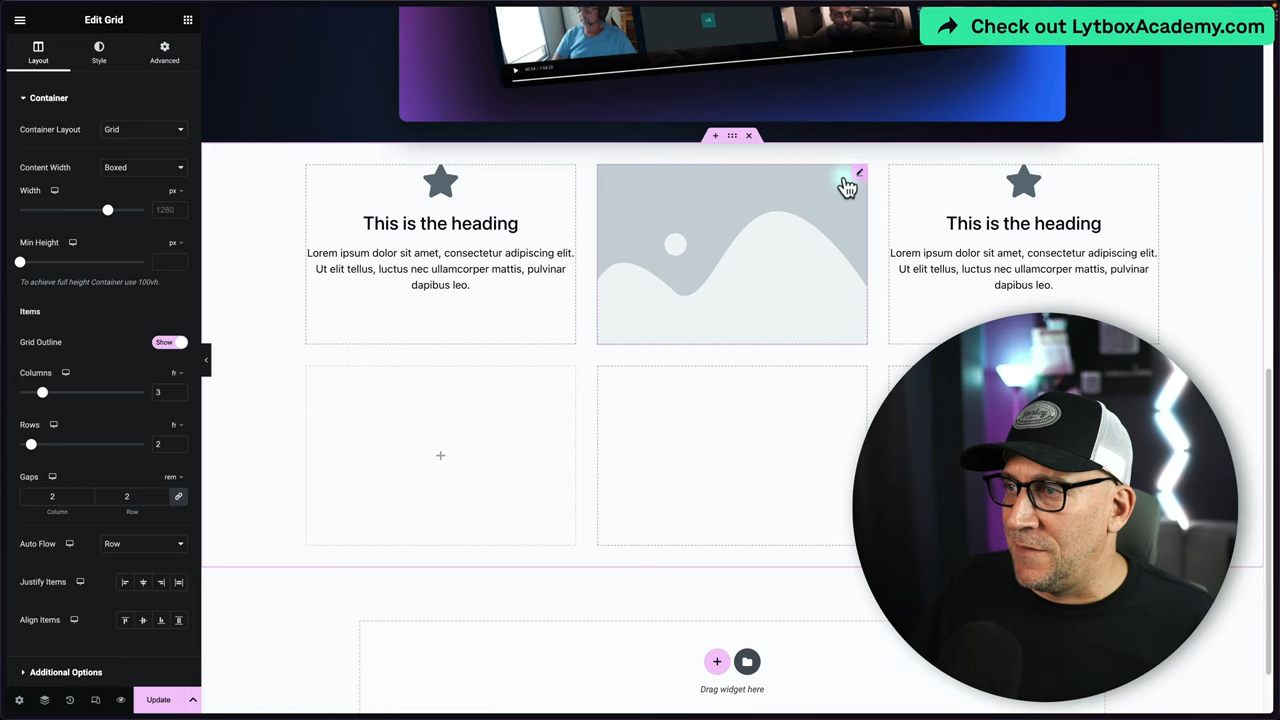 Edit Grid
Check out LytboxAcademy.com
Layout
Style
Advanced
Container
Container Layout
Grid
Content Width
Boxed
Width
px
1280
Min Height
px
To achieve full height Container use 100vh.
Items
Grid Outline
Show
Columns
fr
3
Rows
fr
2
Gaps
rem
2
2
Column
Row
Auto Flow
Row
Justify Items
Align Items
Additional Options
Update
This is the heading
Lorem ipsum dolor sit amet, consectetur adipiscing elit.
Ut elit tellus, luctus nec ullamcorper mattis, pulvinar
dapibus leo.
This is the heading
Lorem ipsum dolor sit amet, consectetur adipiscing elit.
Ut elit tellus, luctus nec ullamcorper mattis, pulvinar
dapibus leo.
Drag widget here